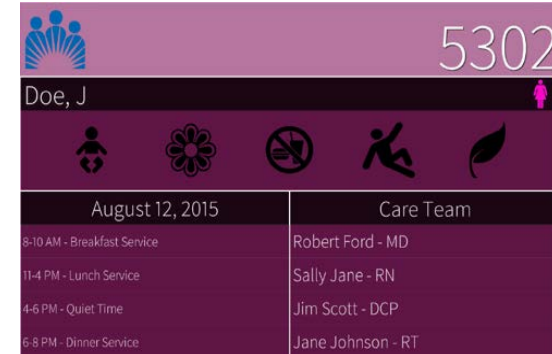 5302
Doe, J
August 12, 2015
8-10 AM - Breakfast Service
11-4 PM - Lunch Service
4-6 PM - Quiet Time
6-8 PM - Dinner Service
Care Team
Robert Ford - MD
Sally Jane - RN
Jim Scott - DCP
Jane Johnson - RT